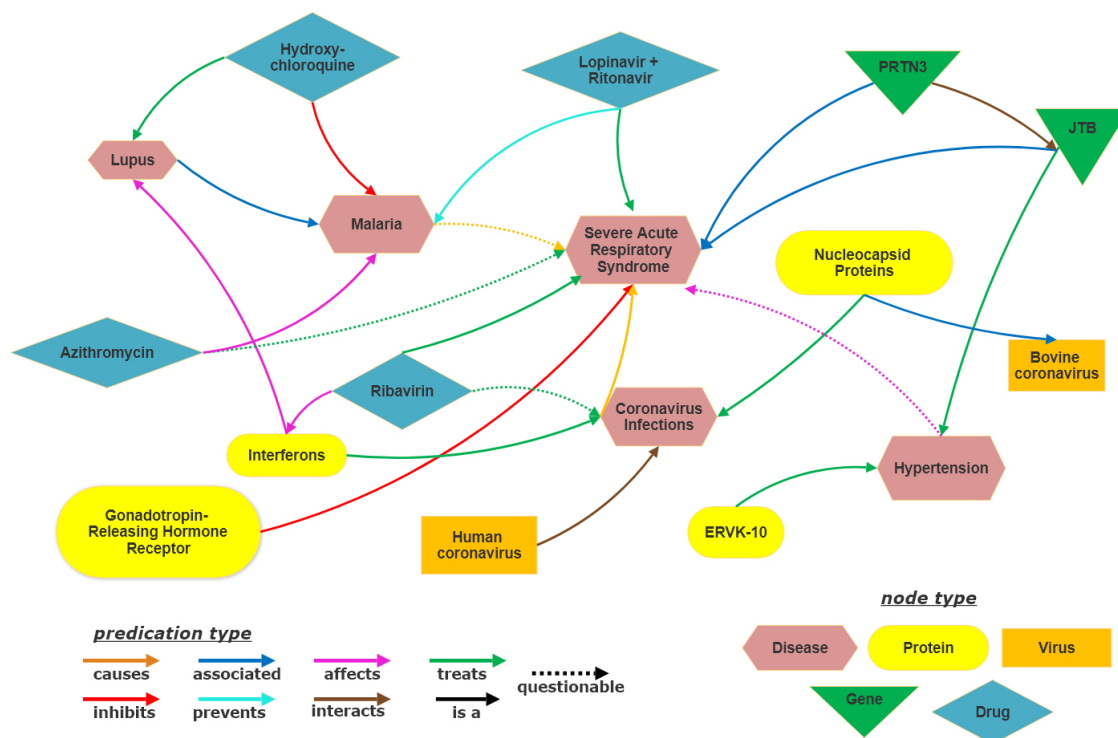 Hydroxy-
chloroquine
Lopinavir +
Ritonavir
PRTN3
JTB
Lupus
Malaria
Severe Acute
Respiratory
Syndrome
Nucleocapsid
Proteins
Azithromycin
Ribavirin
Bovine
coronavirus
Coronavirus
Infections
Interferons
Hypertension
Gonadotropin-
Releasing Hormone
Receptor
Human
coronavirus
ERVK-10
predication type
causes
associated
affects
treats
questionable
inhibits
prevents
interacts
is a
node type
Disease
Protein
Virus
Gene
Drug